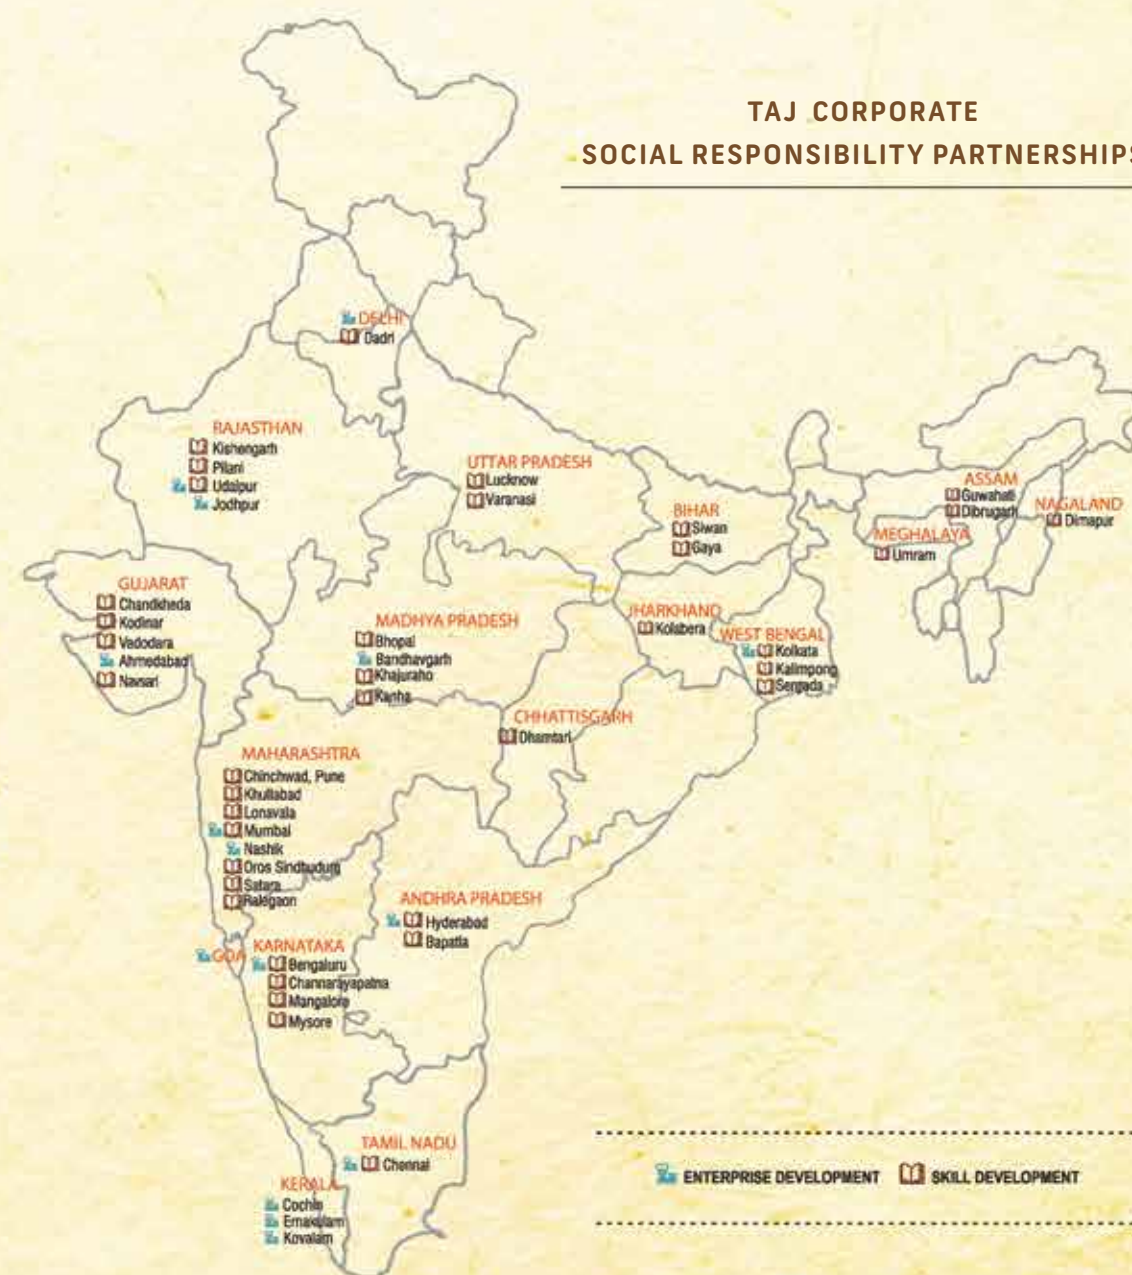 TAJ CORPORATE
SOCIAL RESPONSIBILITY PARTNERSHIPS
DELHI
Dadri
RAJASTHAN
Kishengarh
Pilani
Udaipur
Jodhpur
UTTAR PRADESH
Lucknow
Varanasi
BIHAR
Siwan
Gaya
ASSAM
Guwahati
Dibrugarh
NAGALAND
Dimapur
MEGHALAYA
Umram
GUJARAT
Chandkheda
Kodinar
Vadodara
Ahmedabad
Navsari
MADHYA PRADESH
Bhopal
Bandhavgarh
Khajuraho
Kanha
JHARKHAND
Kolabera
WEST BENGAL
Kolkata
Kalimpong
CHHATTISGARH
Dhamtari
MAHARASHTRA
Chinchwad, Pune
Khultabad
Lonavala
Mumbai
Nashik
Oros Sindhudurg
Satara
Ralegaon
ANDHRA PRADESH
Hyderabad
Bapatla
GOA
KARNATAKA
Bengaluru
Channarayapatna
Mangalore
Mysore
TAMIL NADU
Chennai
KERALA
Cochin
Ernakulam
Kovalam
ENTERPRISE DEVELOPMENT SKILL DEVELOPMENT